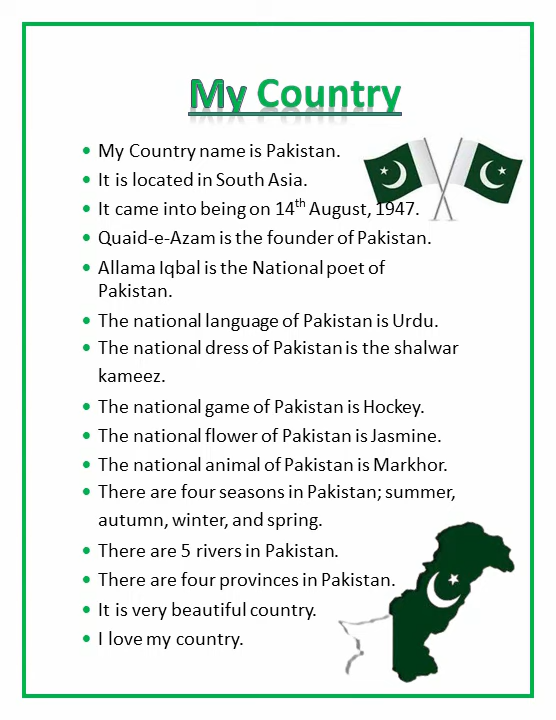 My Country
• My Country name is Pakistan.
• It is located in South Asia.
• It came into being on 14th August, 1947.
• Quaid-e-Azam is the founder of Pakistan.
• Allama Iqbal is the National poet of
Pakistan.
• The national language of Pakistan is Urdu.
• The national dress of Pakistan is the shalwar
kameez.
• The national game of Pakistan is Hockey.
• The national flower of Pakistan is Jasmine.
• The national animal of Pakistan is Markhor.
• There are four seasons in Pakistan; summer,
autumn, winter, and spring.
• There are 5 rivers in Pakistan.
• There are four provinces in Pakistan.
• It is very beautiful country.
• I love my country.